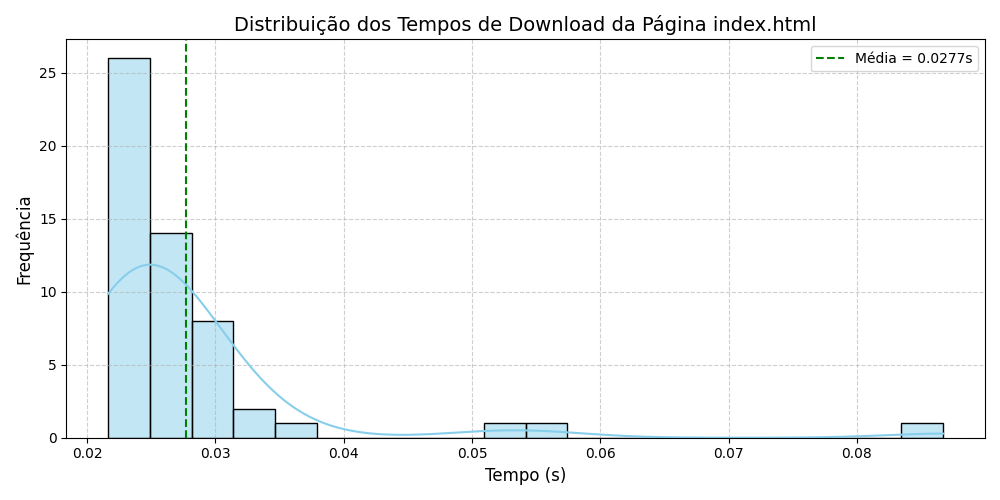 Distribuição dos Tempos de Download da Página index.html
Média = 0.0277s
Frequência
25
20
15
10
5
0
0.02 0.03 0.04 0.05 0.06 0.07 0.08
Tempo (s)